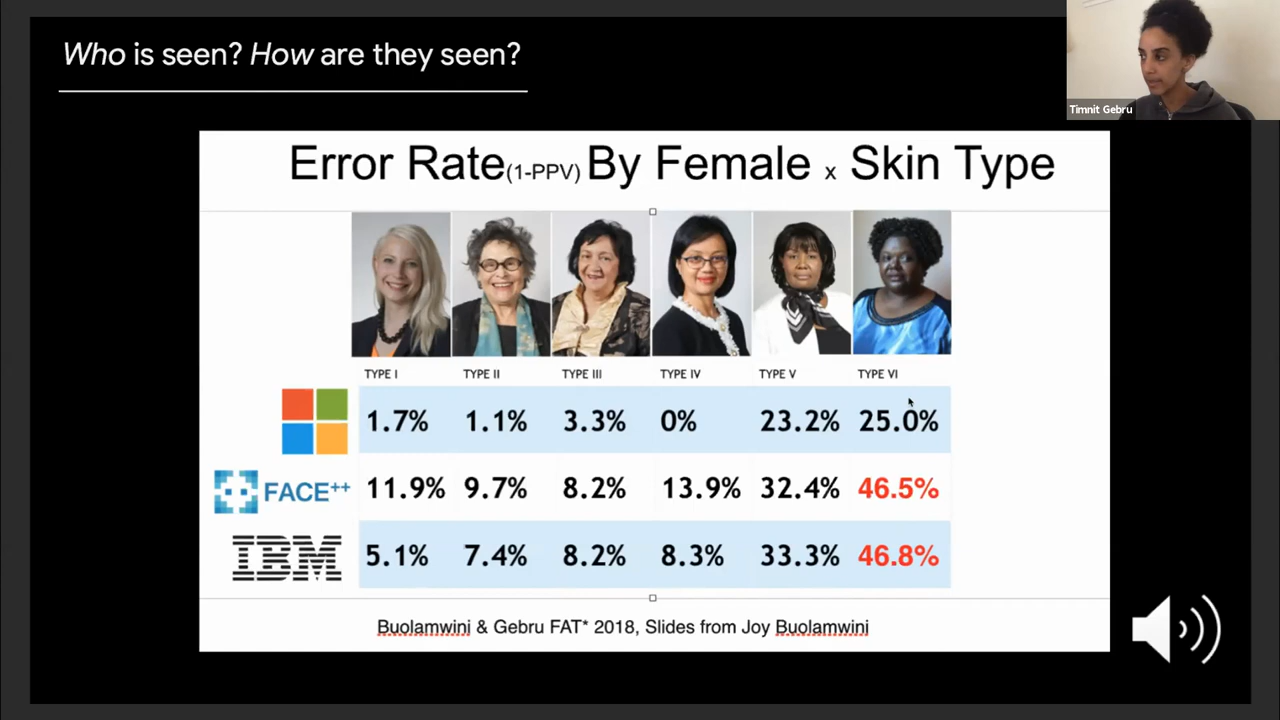 Who is seen? How are they seen?
Timnit Gebru
Error Rate(1-PPV) By Female x Skin Type
TYPE I TYPE II TYPE III TYPE IV TYPE V TYPE VI
1.7% 1.1% 3.3% 0% 23.2% 25.0%
FACE++ 11.9% 9.7% 8.2% 13.9% 32.4% 46.5%
IBM 5.1% 7.4% 8.2% 8.3% 33.3% 46.8%
Buolamwini & Gebru FAT* 2018, Slides from Joy Buolamwini